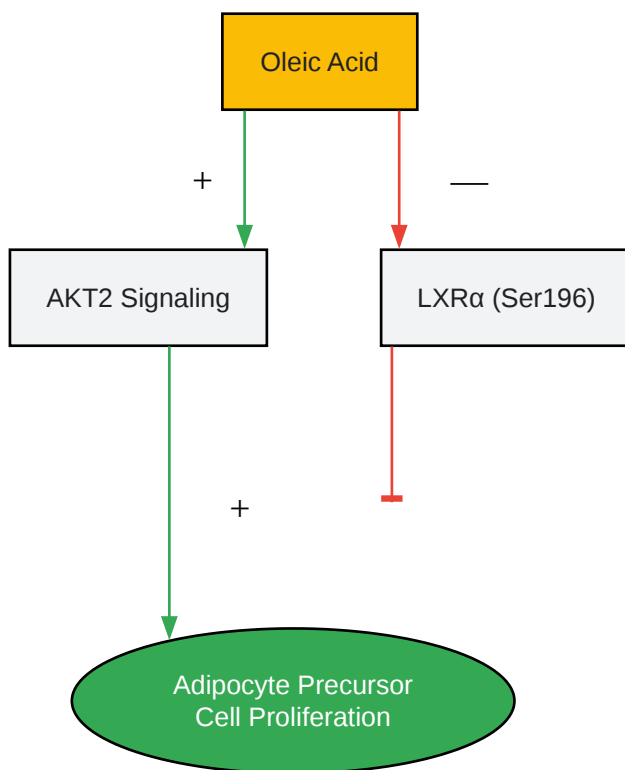 Oleic Acid
+
—
AKT2 Signaling
LXRα (Ser196)
+
Adipocyte Precursor
Cell Proliferation